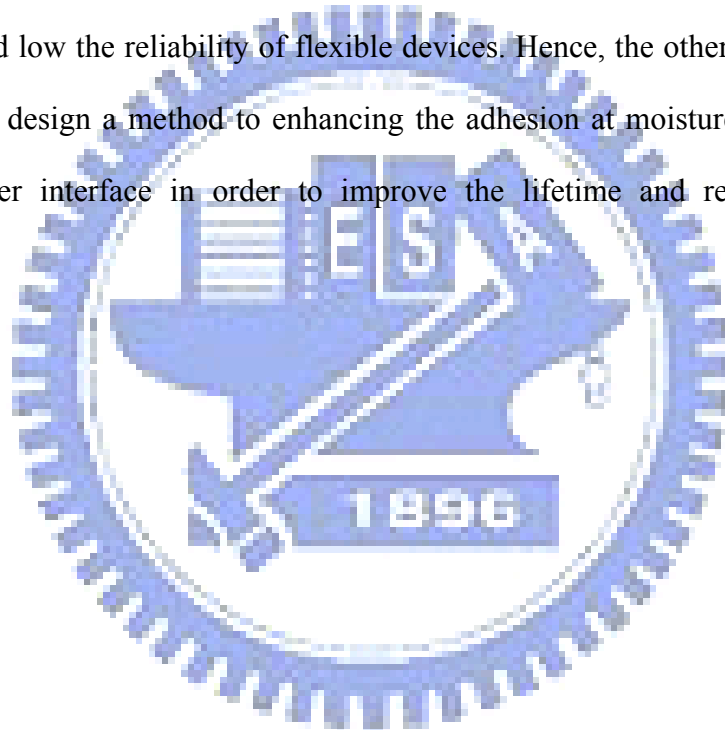 d low the reliability of flexible devices. Hence, the other
design a method to enhancing the adhesion at moisture
er interface in order to improve the lifetime and re
E S A
1896